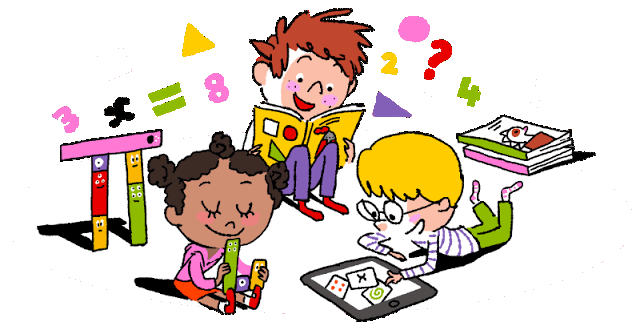 3 x = 8 2 ? 4
x